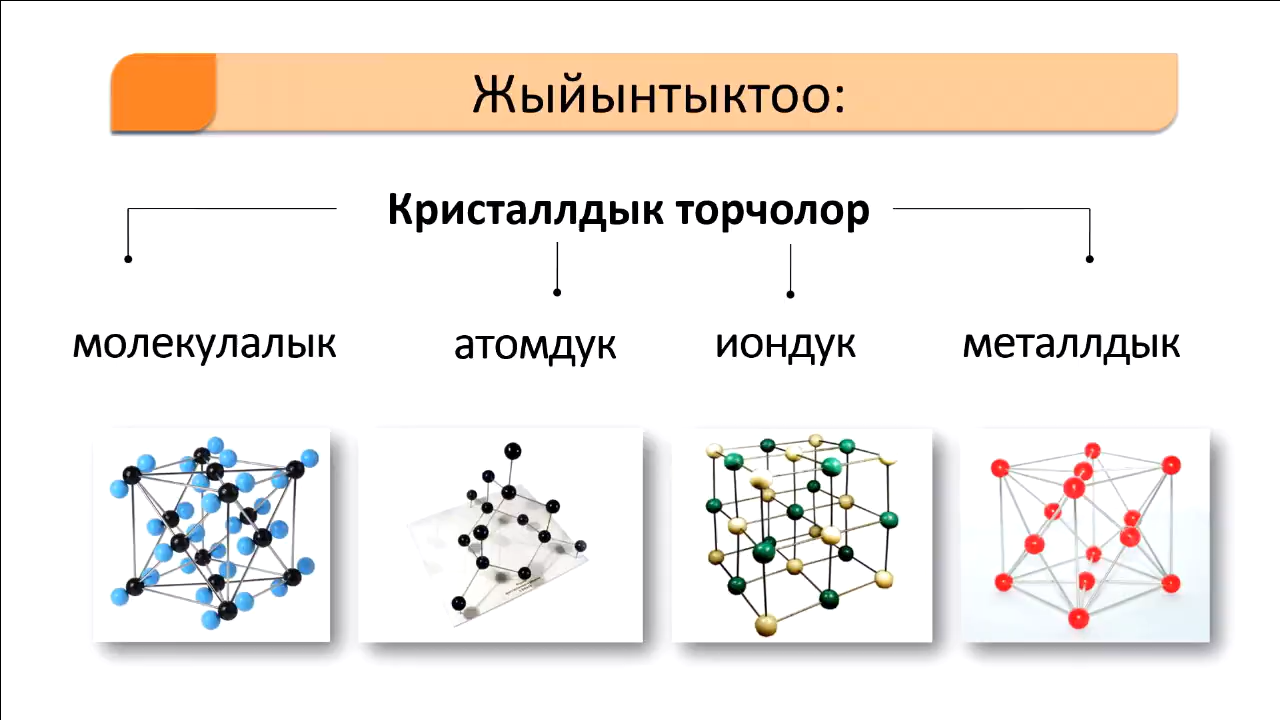 Жыйынтыктоо:
Кристаллдык торчолор
молекулалык
атомдук
иондук
металлдык